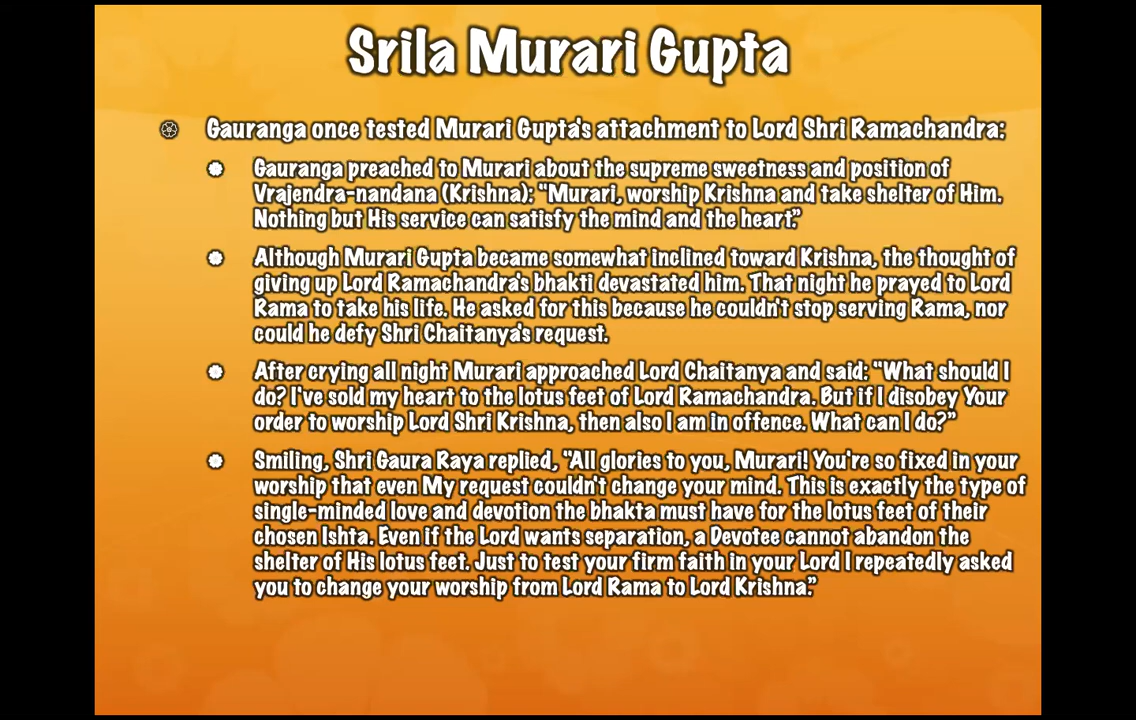 Srila Murari Gupta
Gauranga once tested Murari Gupta's attachment to Lord Shri Ramachandra:
Gauranga preached to Murari about the supreme sweetness and position of
Vrajendra-nandana (Krishna): "Murari, worship Krishna and take shelter of Him.
Nothing but His service can satisfy the mind and the heart."
Although Murari Gupta became somewhat inclined toward Krishna, the thought of
giving up Lord Ramachandra's bhakti devastated him. That night he prayed to Lord
Rama to take his life. He asked for this because he couldn't stop serving Rama, nor
could he defy Shri Chaitanya's request.
After crying all night Murari approached Lord Chaitanya and said: "What should I
do? I've sold my heart to the lotus feet of Lord Ramachandra. But if I disobey Your
order to worship Lord Shri Krishna, then also I am in offence. What can I do?"
Smiling, Shri Gaura Raya replied, "All glories to you, Murari! You're so fixed in your
worship that even My request couldn't change your mind. This is exactly the type of
single-minded love and devotion the bhakta must have for the lotus feet of their
chosen Ishta. Even if the Lord wants separation, a Devotee cannot abandon the
shelter of His lotus feet. Just to test your firm faith in your Lord I repeatedly asked
you to change your worship from Lord Rama to Lord Krishna."